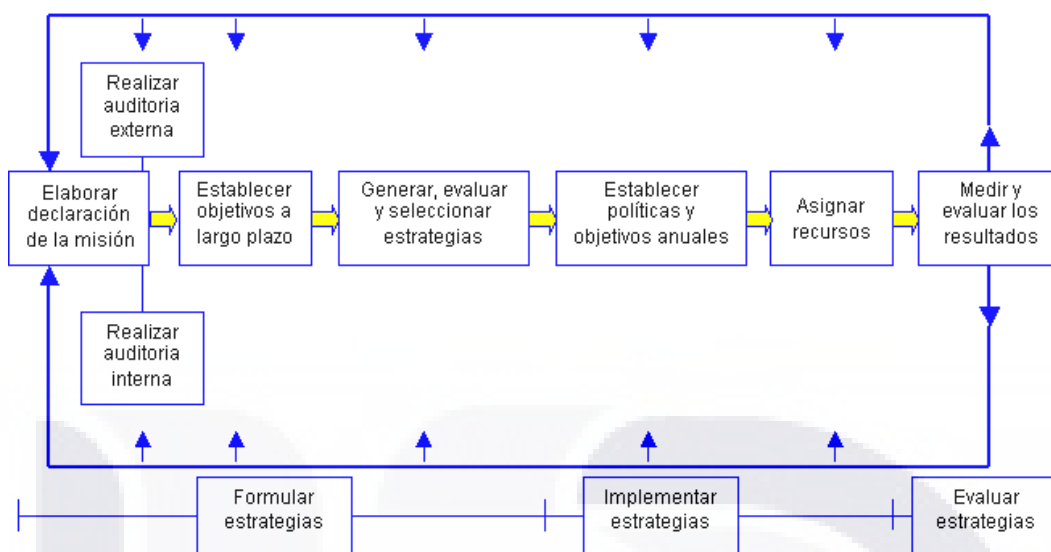 Realizar
auditoria
externa
Elaborar
declaración
de la misión
Establecer
objetivos a
largo plazo
Generar, evaluar
y seleccionar
estrategias
Establecer
políticas y
objetivos anuales
Asignar
recursos
Medir y
evaluar los
resultados
Realizar
auditoria
interna
Formular
estrategias
Implementar
estrategias
Evaluar
estrategias